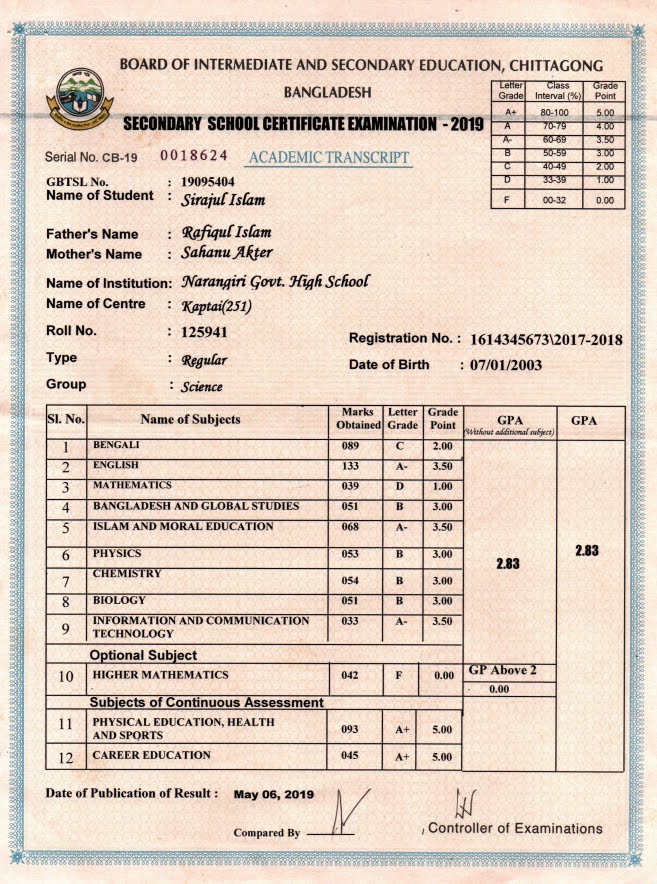 BOARD OF INTERMEDIATE AND SECONDARY EDUCATION, CHITTAGONG
BANGLADESH
SECONDARY SCHOOL CERTIFICATE EXAMINATION - 2019
Letter Grade Class Interval (%) Grade Point
A+ 80-100 5.00
A 70-79 4.00
A- 60-69 3.50
B 50-59 3.00
C 40-49 2.00
D 33-39 1.00
F 00-32 0.00
Serial No. CB-19 0018624 ACADEMIC TRANSCRIPT
GBTSL No. : 19095404
Name of Student : Sirajul Islam
Father's Name : Rafiqul Islam
Mother's Name : Sahanu Akter
Name of Institution: Narangiri Govt. High School
Name of Centre : Kaptai(251)
Roll No. : 125941
Registration No. : 1614345673\2017-2018
Type : Regular
Date of Birth : 07/01/2003
Group : Science
Sl. No. Name of Subjects Marks Obtained Letter Grade Grade Point GPA (Without additional subject) GPA
1 BENGALI 089 C 2.00
2 ENGLISH 133 A- 3.50
3 MATHEMATICS 039 D 1.00
4 BANGLADESH AND GLOBAL STUDIES 051 B 3.00
5 ISLAM AND MORAL EDUCATION 068 A- 3.50
6 PHYSICS 053 B 3.00
2.83 2.83
7 CHEMISTRY 054 B 3.00
8 BIOLOGY 051 B 3.00
9 INFORMATION AND COMMUNICATION TECHNOLOGY 033 A- 3.50
Optional Subject
10 HIGHER MATHEMATICS 042 F 0.00 GP Above 2
0.00
Subjects of Continuous Assessment
11 PHYSICAL EDUCATION, HEALTH AND SPORTS 093 A+ 5.00
12 CAREER EDUCATION 045 A+ 5.00
Date of Publication of Result : May 06, 2019
Compared By
Controller of Examinations